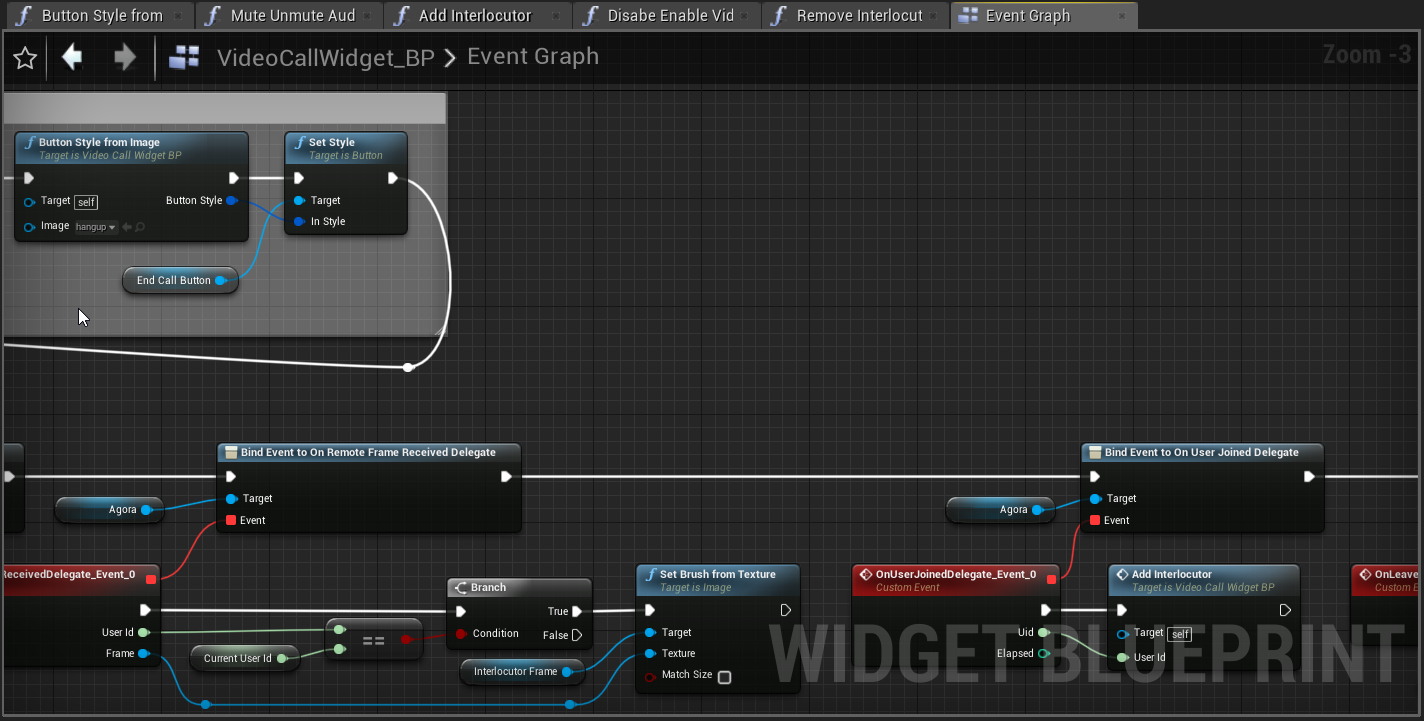 Button Style from
Mute Unmute Aud
Add Interlocutor
Disabe Enable Vid
Remove Interlocut
Event Graph
VideoCallWidget_BP
Event Graph
Zoom -3
Button Style from Image
Target is Video Call Widget BP
Target self
Button Style
Image hangup
Set Style
Target is Button
Target
In Style
End Call Button
Bind Event to On Remote Frame Received Delegate
Target
Event
Agora
Bind Event to On User Joined Delegate
Target
Event
Agora
ReceivedDelegate_Event_0
User Id
Frame
Current User Id
==
Branch
True
Condition
False
Interlocutor Frame
Set Brush from Texture
Target is Image
Target
Texture
Match Size
OnUserJoinedDelegate_Event_0
Custom Event
Uid
Elapsed
Add Interlocutor
Target is Video Call Widget BP
Target self
User Id
OnLeave
Custom E
WIDGET BLUEPRINT